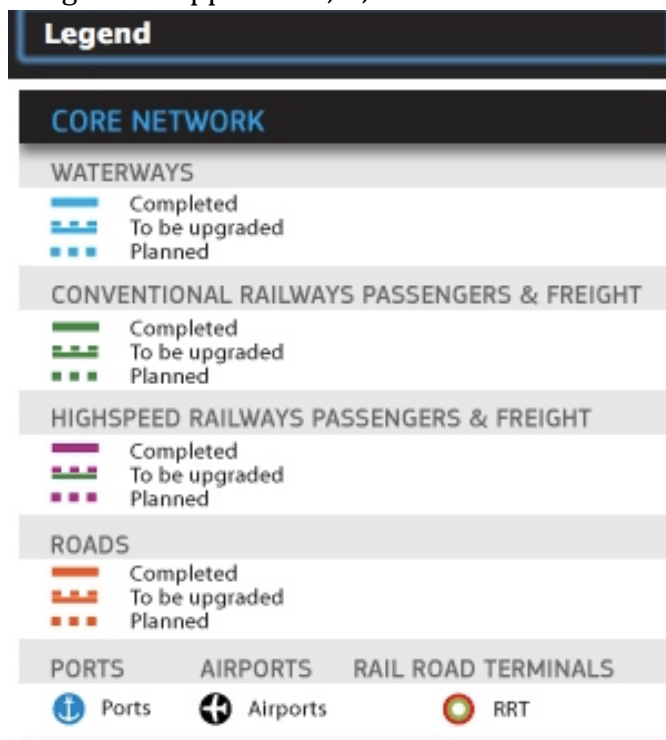 Legend
CORE NETWORK
WATERWAYS
Completed
To be upgraded
Planned
CONVENTIONAL RAILWAYS PASSENGERS & FREIGHT
Completed
To be upgraded
Planned
HIGHSPEED RAILWAYS PASSENGERS & FREIGHT
Completed
To be upgraded
Planned
ROADS
Completed
To be upgraded
Planned
PORTS AIRPORTS RAIL ROAD TERMINALS
Ports Airports RRT